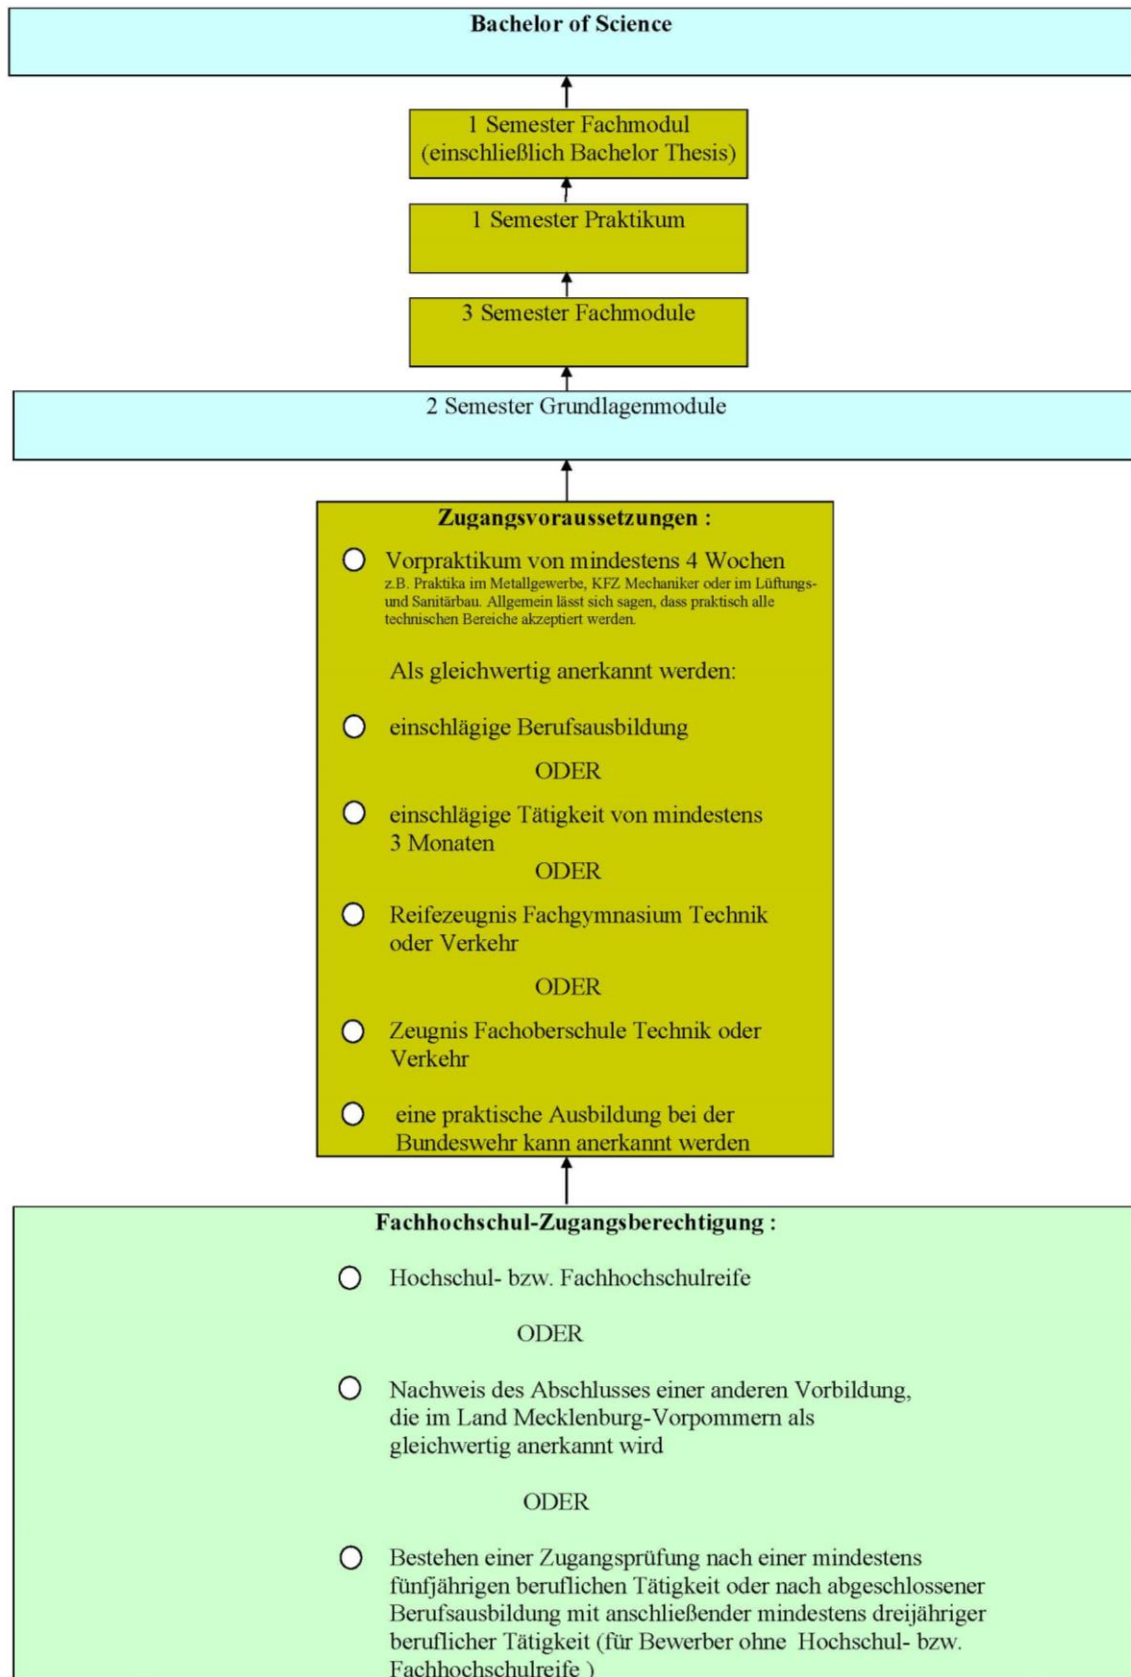 Bachelor of Science
1 Semester Fachmodul
(einschließlich Bachelor Thesis)
1 Semester Praktikum
3 Semester Fachmodule
2 Semester Grundlagenmodule
Zugangsvoraussetzungen :
Vorpraktikum von mindestens 4 Wochen
z.B. Praktika im Metallgewerbe, KFZ Mechaniker oder im Lüftungs-
und Sanitärbau. Allgemein lässt sich sagen, dass praktisch alle
technischen Bereiche akzeptiert werden.
Als gleichwertig anerkannt werden:
einschlägige Berufsausbildung
ODER
einschlägige Tätigkeit von mindestens
3 Monaten
ODER
Reifezeugnis Fachgymnasium Technik
oder Verkehr
ODER
Zeugnis Fachoberschule Technik oder
Verkehr
eine praktische Ausbildung bei der
Bundeswehr kann anerkannt werden
Fachhochschul-Zugangsberechtigung :
Hochschul- bzw. Fachhochschulreife
ODER
Nachweis des Abschlusses einer anderen Vorbildung,
die im Land Mecklenburg-Vorpommern als
gleichwertig anerkannt wird
ODER
Bestehen einer Zugangsprüfung nach einer mindestens
fünfjährigen beruflichen Tätigkeit oder nach abgeschlossener
Berufsausbildung mit anschließender mindestens dreijähriger
beruflicher Tätigkeit (für Bewerber ohne Hochschul- bzw.
Fachhochschulreife )